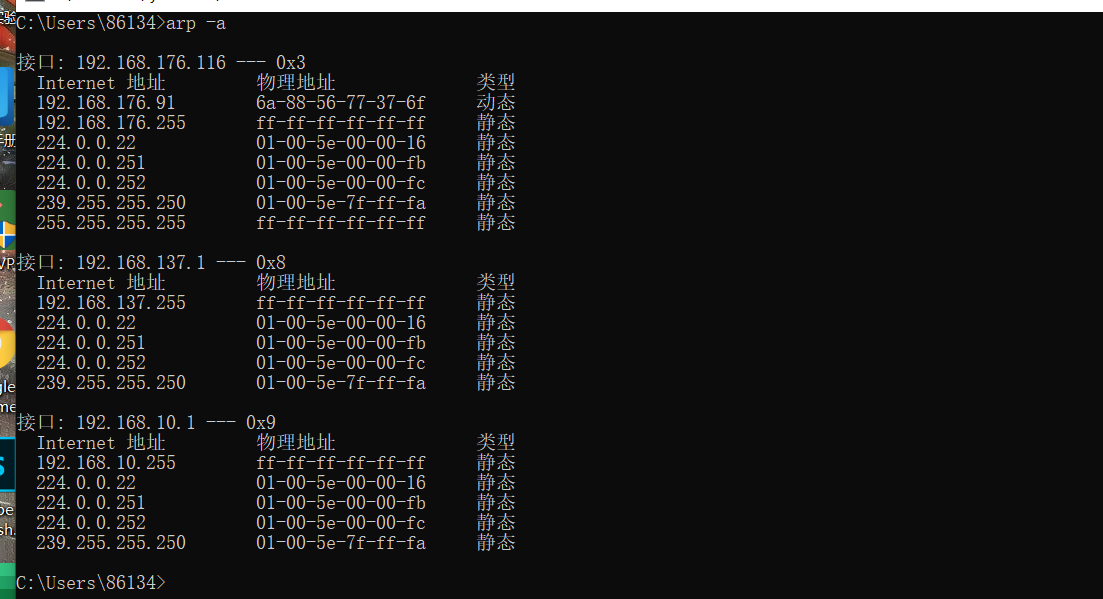 C:\Users\86134>arp -a
接口: 192.168.176.116 --- 0x3
Internet 地址 物理地址 类型
192.168.176.91 6a-88-56-77-37-6f 动态
192.168.176.255 ff-ff-ff-ff-ff-ff 静态
224.0.0.22 01-00-5e-00-00-16 静态
224.0.0.251 01-00-5e-00-00-fb 静态
224.0.0.252 01-00-5e-00-00-fc 静态
239.255.255.250 01-00-5e-7f-ff-fa 静态
255.255.255.255 ff-ff-ff-ff-ff-ff 静态
接口: 192.168.137.1 --- 0x8
Internet 地址 物理地址 类型
192.168.137.255 ff-ff-ff-ff-ff-ff 静态
224.0.0.22 01-00-5e-00-00-16 静态
224.0.0.251 01-00-5e-00-00-fb 静态
224.0.0.252 01-00-5e-00-00-fc 静态
239.255.255.250 01-00-5e-7f-ff-fa 静态
接口: 192.168.10.1 --- 0x9
Internet 地址 物理地址 类型
192.168.10.255 ff-ff-ff-ff-ff-ff 静态
224.0.0.22 01-00-5e-00-00-16 静态
224.0.0.251 01-00-5e-00-00-fb 静态
224.0.0.252 01-00-5e-00-00-fc 静态
239.255.255.250 01-00-5e-7f-ff-fa 静态
C:\Users\86134>